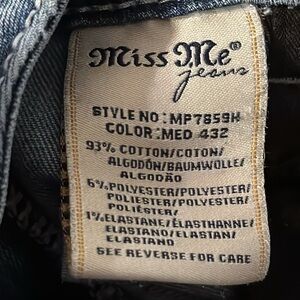 Miss Me®
jeans
STYLE NO:MP7859H
COLOR:MED 432
93% COTTON/COTON/
ALGODÓN/BAUMWOLLE/
ALGODÃO
6%POLYESTER/POLYESTER/
POLIÉSTER/POLYESTER/
POLIÉSTER/
1%ELASTANE/ÉLASTHANNE/
ELASTANO/ELASTAN/
ELASTANO
SEE REVERSE FOR CARE